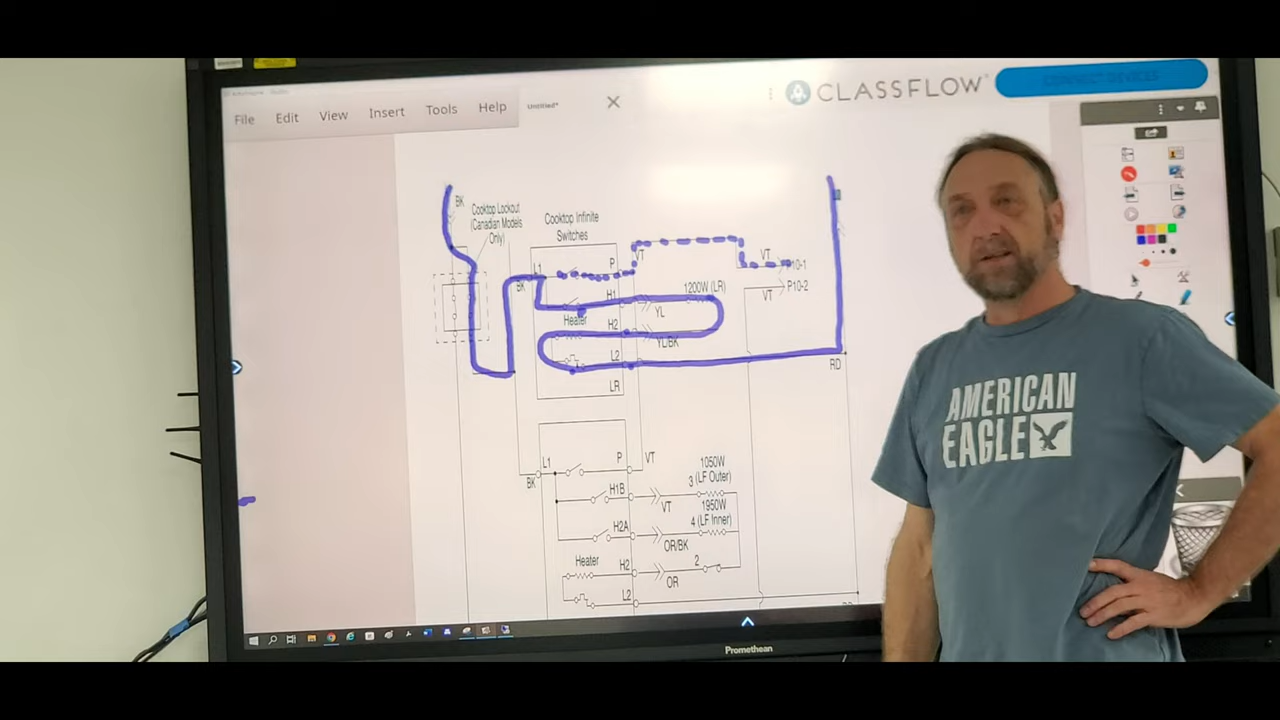 CLASSFLOW
CONNECT DEVICES
File Edit View Insert Tools Help Untitled*
BK
Cooktop Lockout
(Canadian Models
Only)
Cooktop Infinite
Switches
L1
P
VT
VT
P10-1
BK
H1
1200W (LR)
VT
P10-2
YL
Heater
H2
YL/BK
L2
RD
LR
L1
P
VT
BK
1050W
3 (LF Outer)
H1B
VT
1950W
4 (LF Inner)
H2A
OR/BK
Heater
H2
2
OR
L2
AMERICAN
EAGLE
Promethean